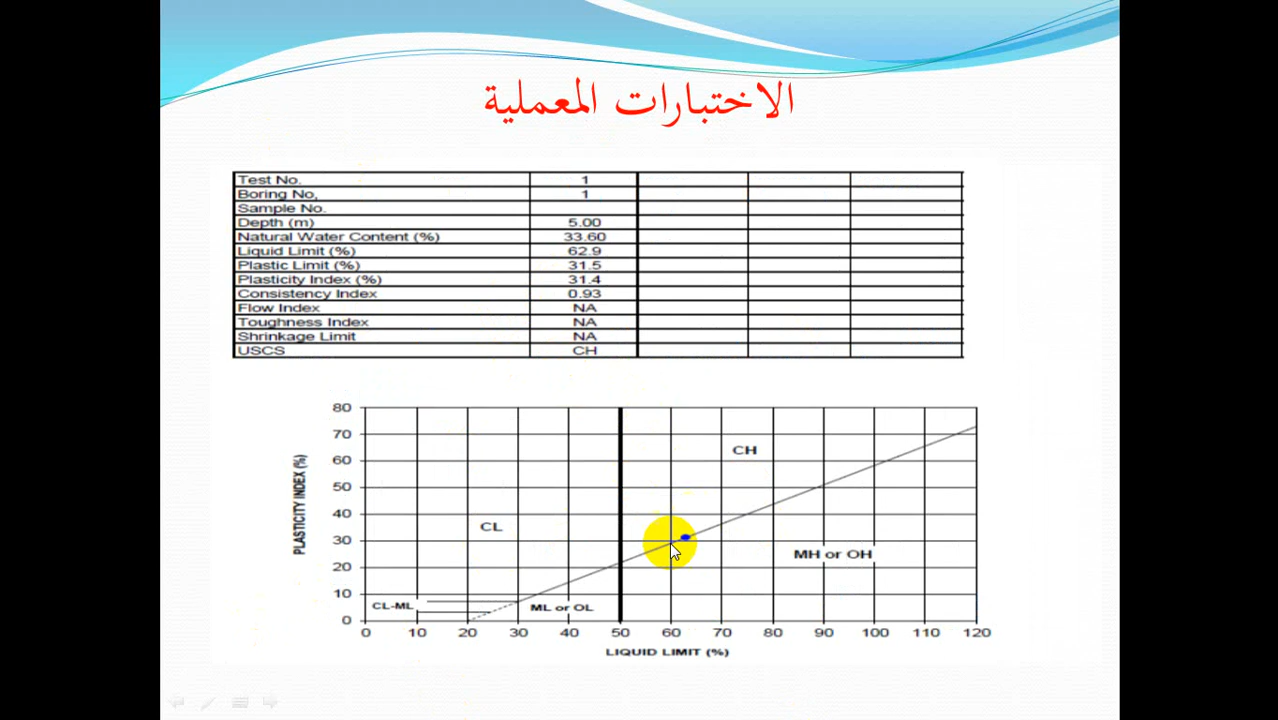 الاختبارات المعملية
Test No. 1
Boring No, 1
Sample No.
Depth (m) 5.00
Natural Water Content (%) 33.60
Liquid Limit (%) 62.9
Plastic Limit (%) 31.5
Plasticity Index (%) 31.4
Consistency Index 0.93
Flow Index NA
Toughness Index NA
Shrinkage Limit NA
USCS CH
PLASTICITY INDEX (%)
80
70
60
50
40
30
20
10
0
CH
CL
MH or OH
CL-ML
ML or OL
0 10 20 30 40 50 60 70 80 90 100 110 120
LIQUID LIMIT (%)